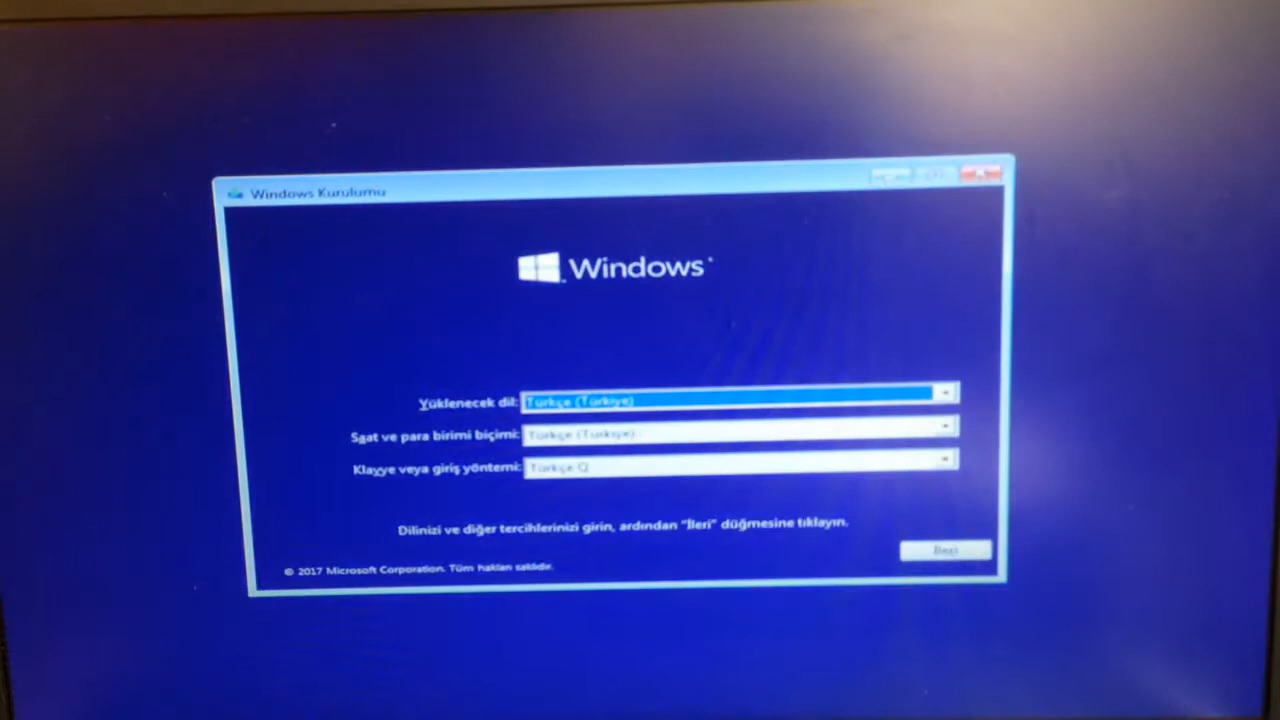 Windows Kurulumu
Windows
Yüklenecek dil: Türkçe (Türkiye)
Saat ve para birimi biçimi: Türkçe (Türkiye)
Klavye veya giriş yöntemi: Türkçe Q
Dilinizi ve diğer tercihlerinizi girin, ardından "İleri" düğmesine tıklayın.
İleri
© 2017 Microsoft Corporation. Tüm hakları saklıdır.